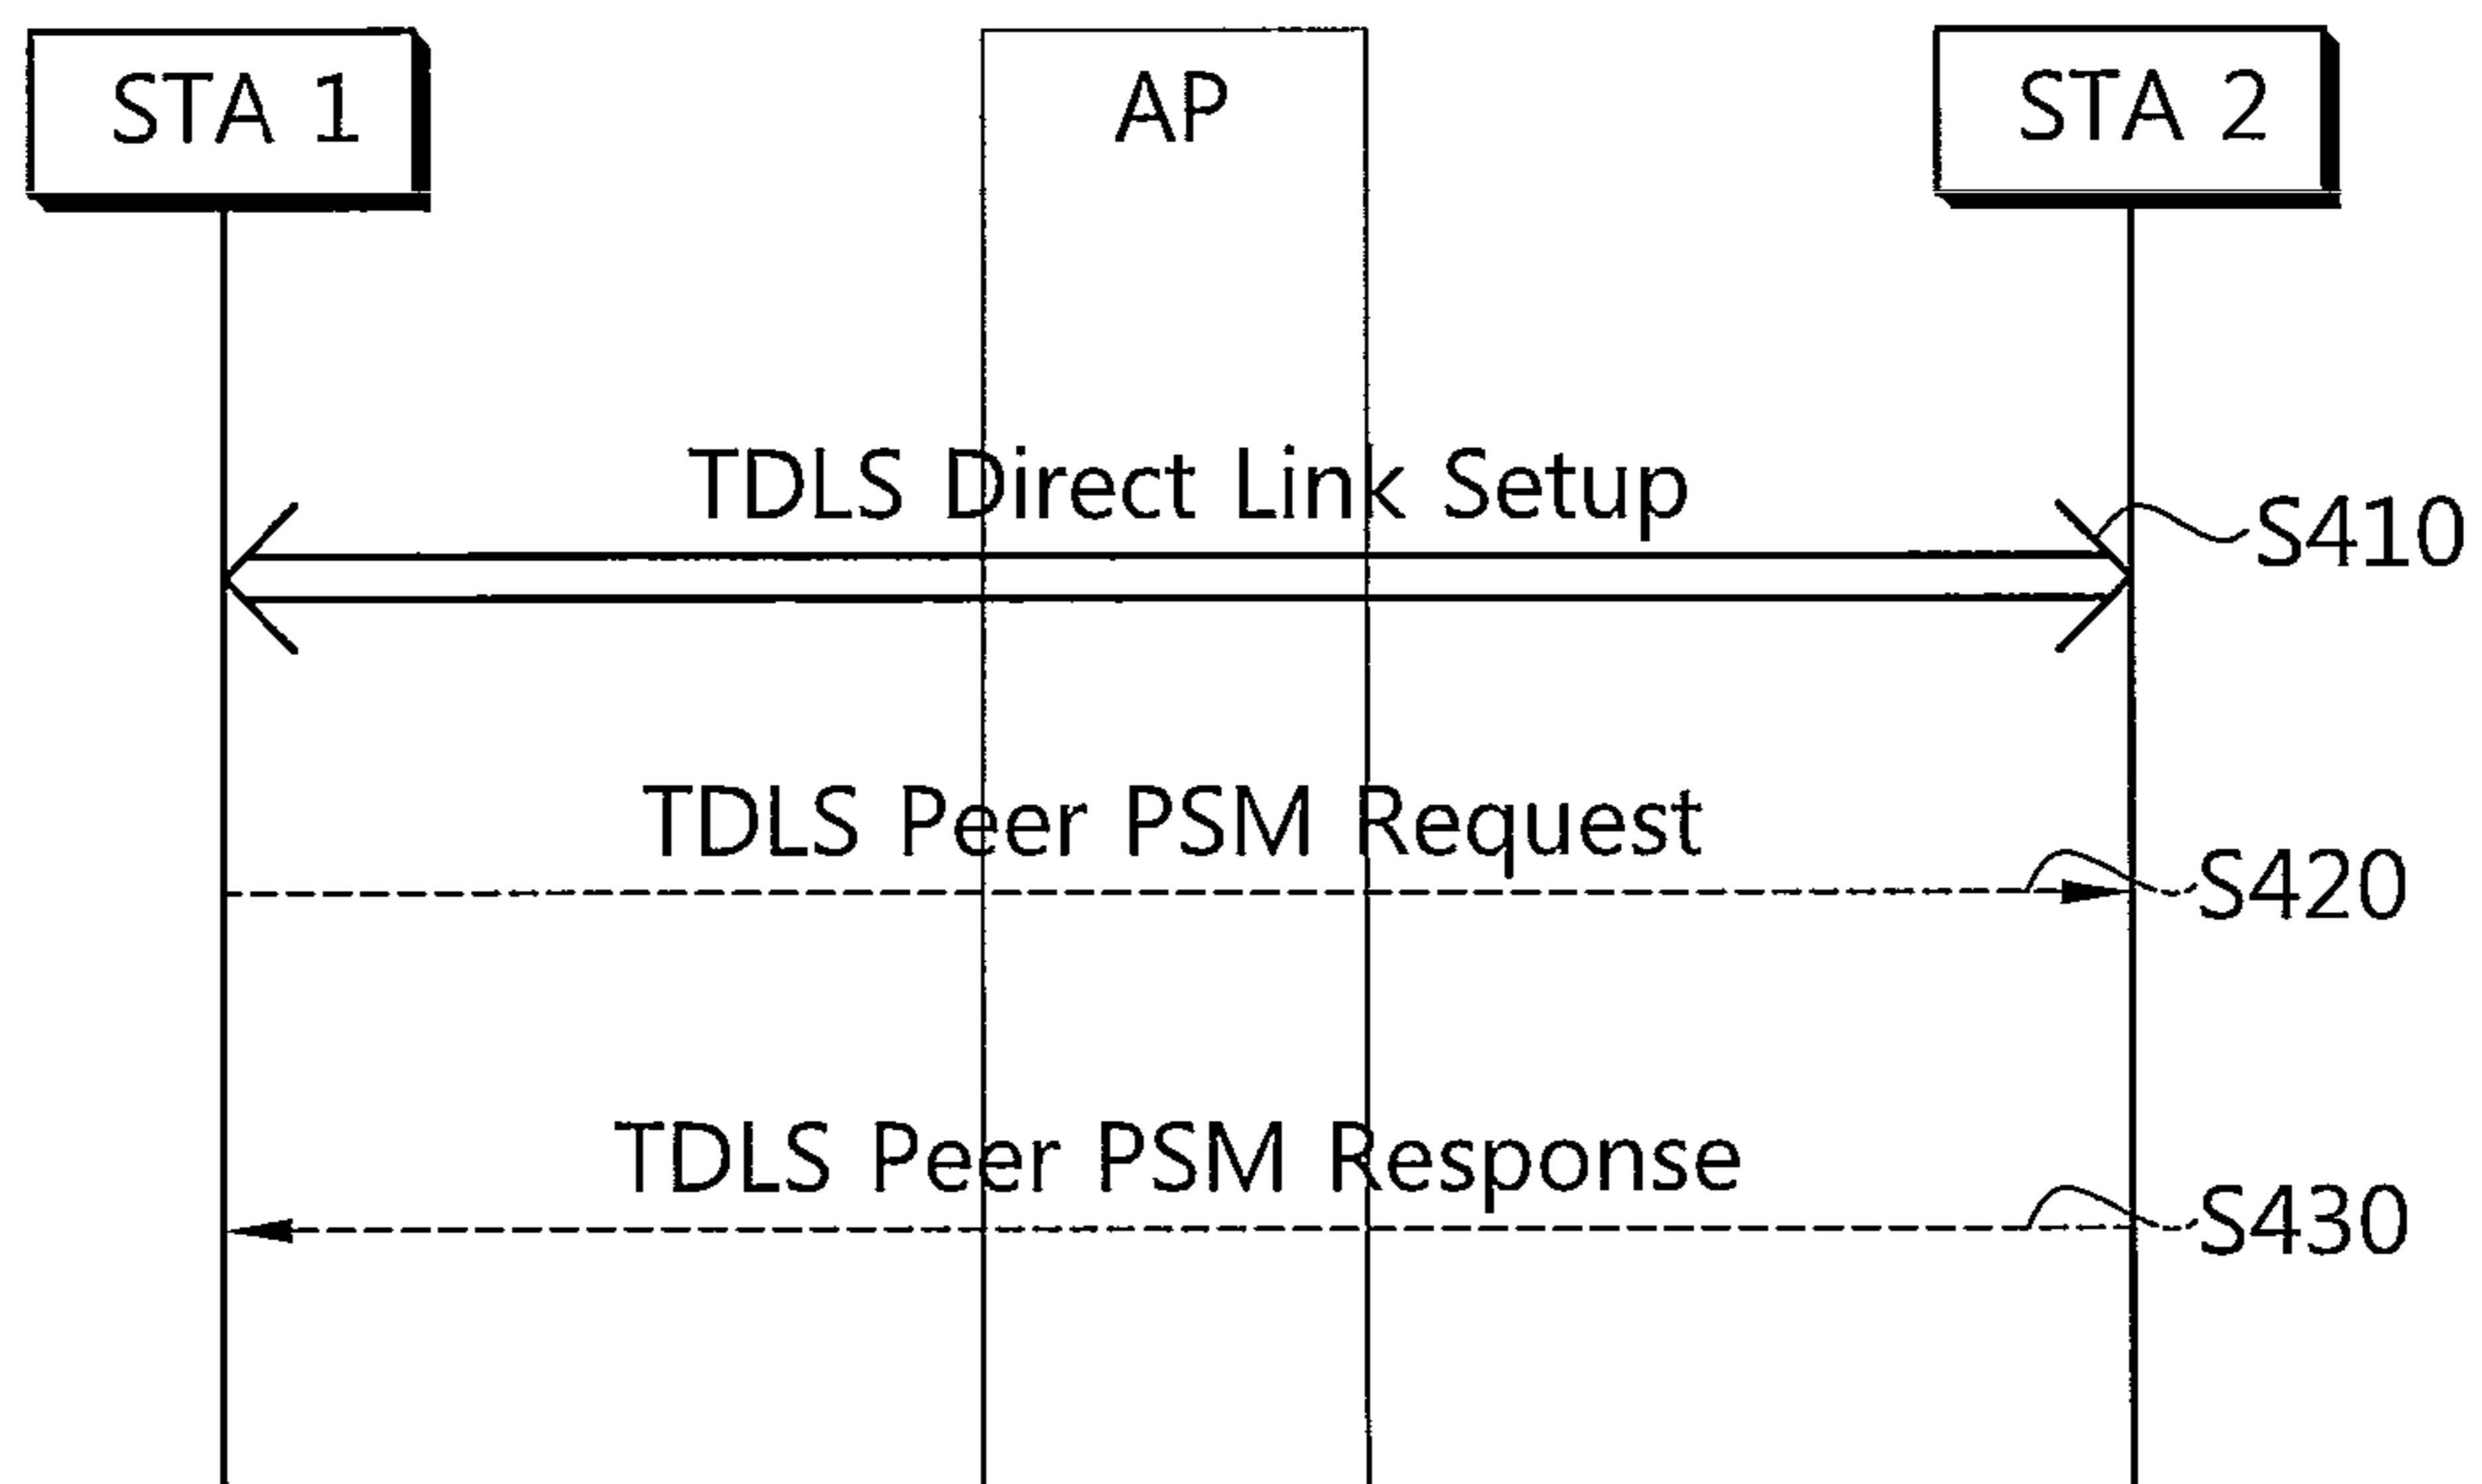 STA 1
AP
STA 2
TDLS Direct Link Setup
S410
TDLS Peer PSM Request
S420
TDLS Peer PSM Response
S430